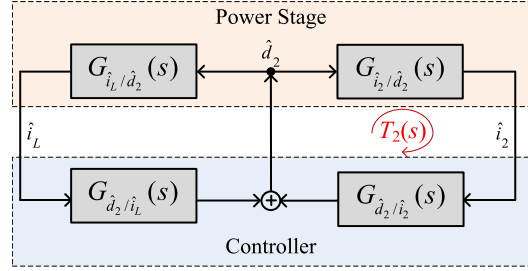 Power Stage
G_{î_L/d̂_2}(s)
d̂_2
G_{î_2/d̂_2}(s)
î_L
T_2(s)
î_2
G_{d̂_2/î_L}(s)
+
G_{d̂_2/î_2}(s)
Controller